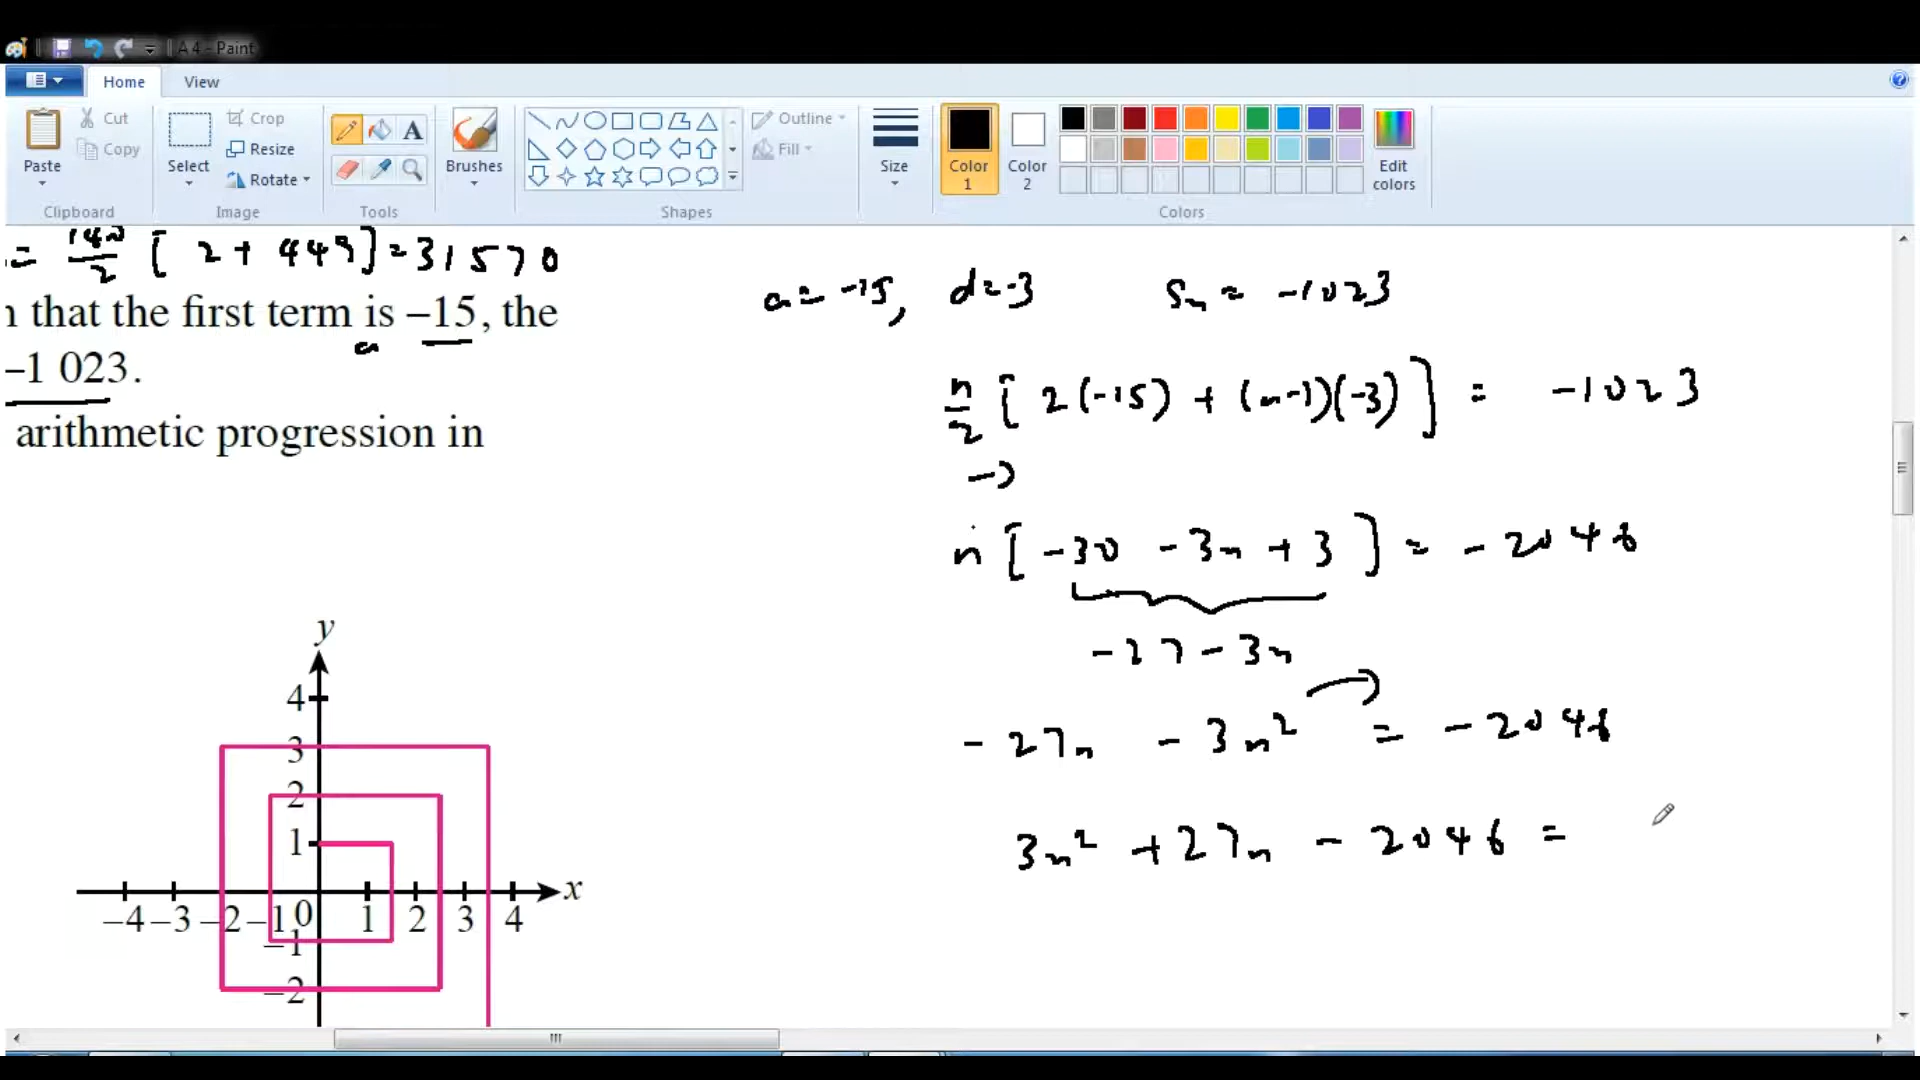 A 4 - Paint
Home View
Paste Cut Copy Select Crop Resize Rotate Brushes Outline Fill Size Color 1 Color 2 Edit colors
Clipboard Image Tools Shapes Colors
[ 2 + 449 ] = 31570
that the first term is –15, the
a
–1 023.
arithmetic progression in
y
4
3
2
1
–4 –3 –2 –1 0 1 2 3 4 x
–1
–2
a = -15, d = -3 Sn = -1023
n/2 [ 2(-15) + (n-1)(-3) ] = -1023
n [ -30 - 3n + 3 ] = -2046
-27 - 3n
- 27n - 3n² = -2046
3n² + 27n - 2046 =